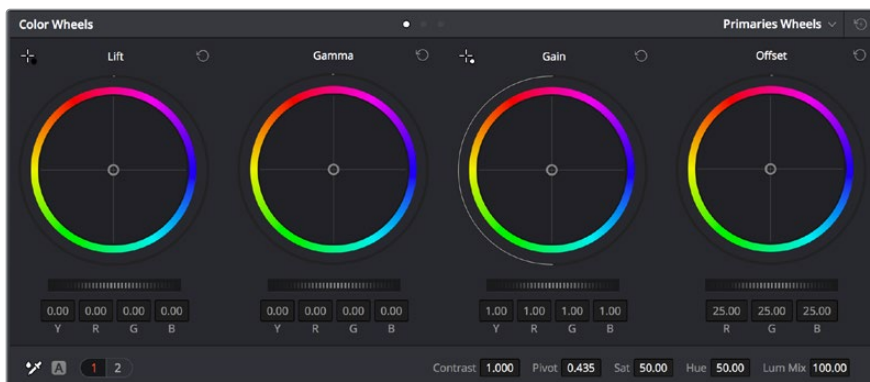 Color Wheels Primaries Wheels
Lift Gamma Gain Offset
0.00 0.00 0.00 0.00 0.00 0.00 0.00 0.00 1.00 1.00 1.00 1.00 25.00 25.00 25.00
Y R G B Y R G B Y R G B R G B
A 1 2 Contrast 1.000 Pivot 0.435 Sat 50.00 Hue 50.00 Lum Mix 100.00